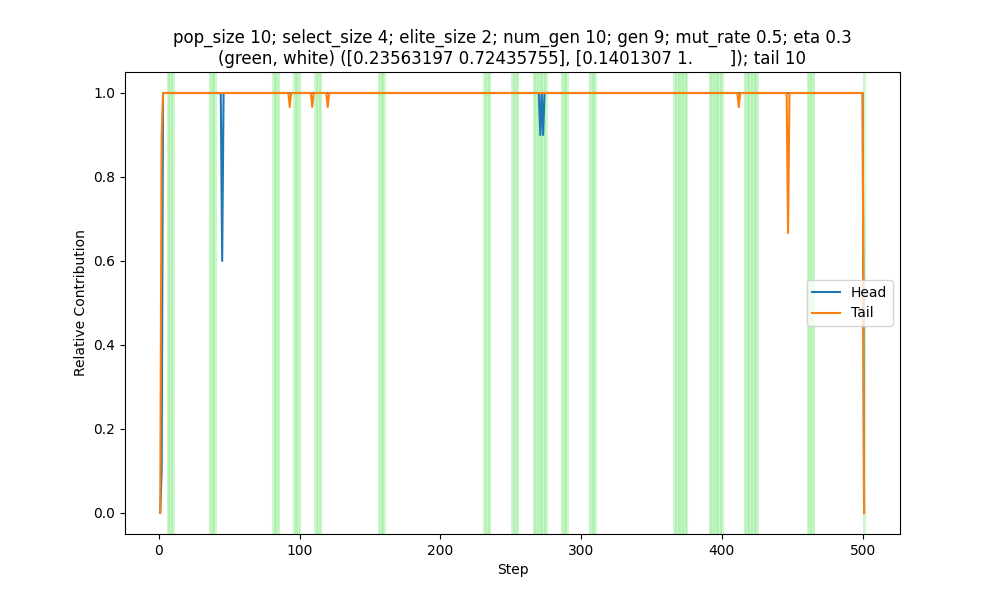 pop_size 10; select_size 4; elite_size 2; num_gen 10; gen 9; mut_rate 0.5; eta 0.3
(green, white) ([0.23563197 0.72435755], [0.1401307 1.        ]); tail 10
1.0
0.8
0.6
0.4
0.2
0.0
Relative Contribution
Head
Tail
0
100
200
300
400
500
Step